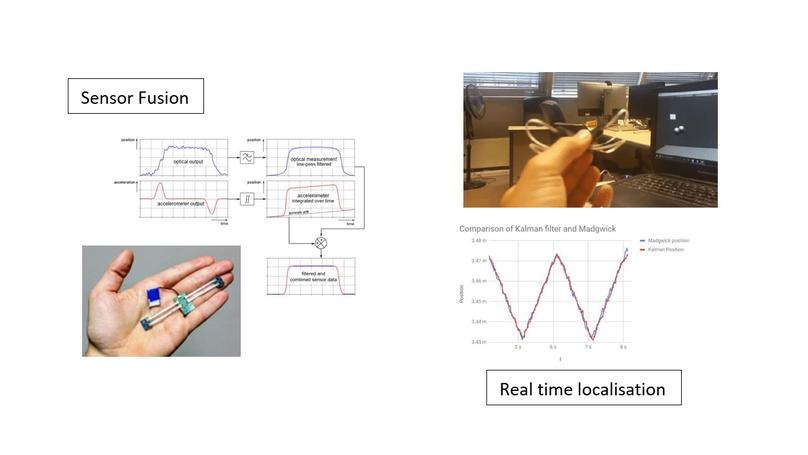 Sensor Fusion
position
optical output
position
optical measurement
low-pass filtered
acceleration
accelerometer output
time
∬
position
accelerometer
integrated over time
time
filtered and
combined sensor data
Comparison of Kalman filter and Madgwick
Madgwick position
Kalman Position
Position
3.48 m
3.47 m
3.46 m
3.45 m
3.44 m
3.43 m
5 s
6 s
7 s
8 s
t
Real time localisation